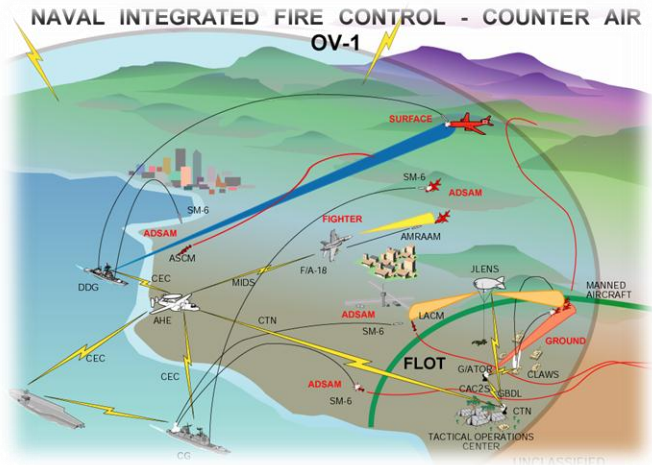 NAVAL INTEGRATED FIRE CONTROL - COUNTER AIR
OV-1
SURFACE
SM-6
ADSAM
SM-6
ADSAM
FIGHTER
AMRAAM
ASCM
F/A-18
DDG
CEC
MIDS
JLENS
MANNED
AIRCRAFT
AHE
CTN
ADSAM
LACM
SM-6
GROUND
CEC
FLOT
G/ATOR
CLAWS
CEC
ADSAM
CAC2S
GBDL
SM-6
CTN
TACTICAL OPERATIONS
CENTER
CG
UNCLASSIFIED